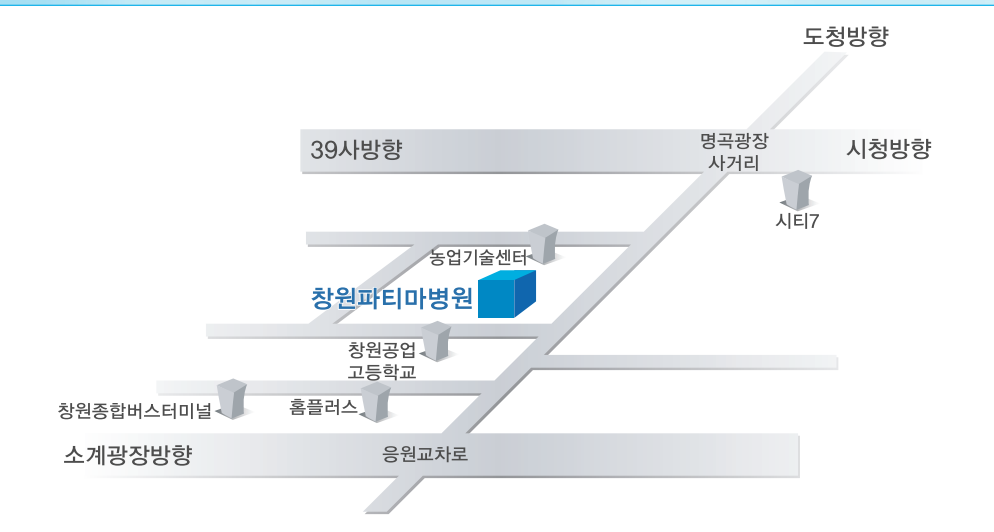 도청방향
39사방향
명곡광장
사거리
시청방향
시티7
농업기술센터
창원파티마병원
창원공업
고등학교
홈플러스
창원종합버스터미널
소계광장방향
응원교차로